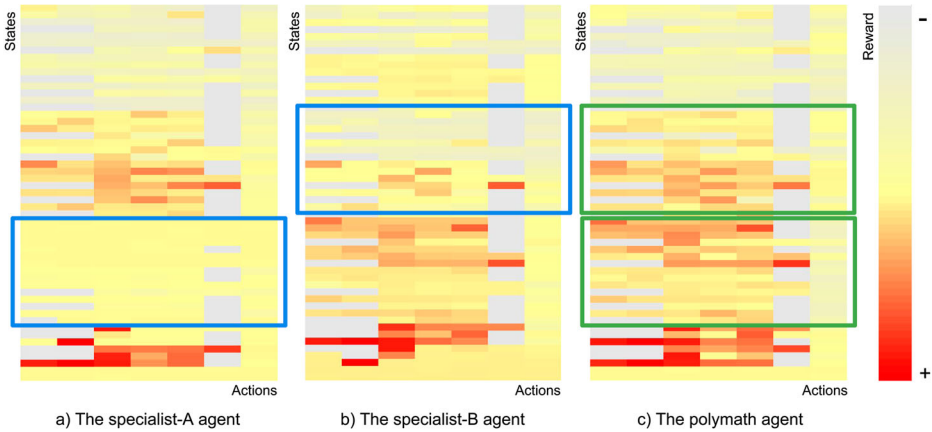 States
States
States
Reward
-
+
Actions
Actions
Actions
a) The specialist-A agent
b) The specialist-B agent
c) The polymath agent